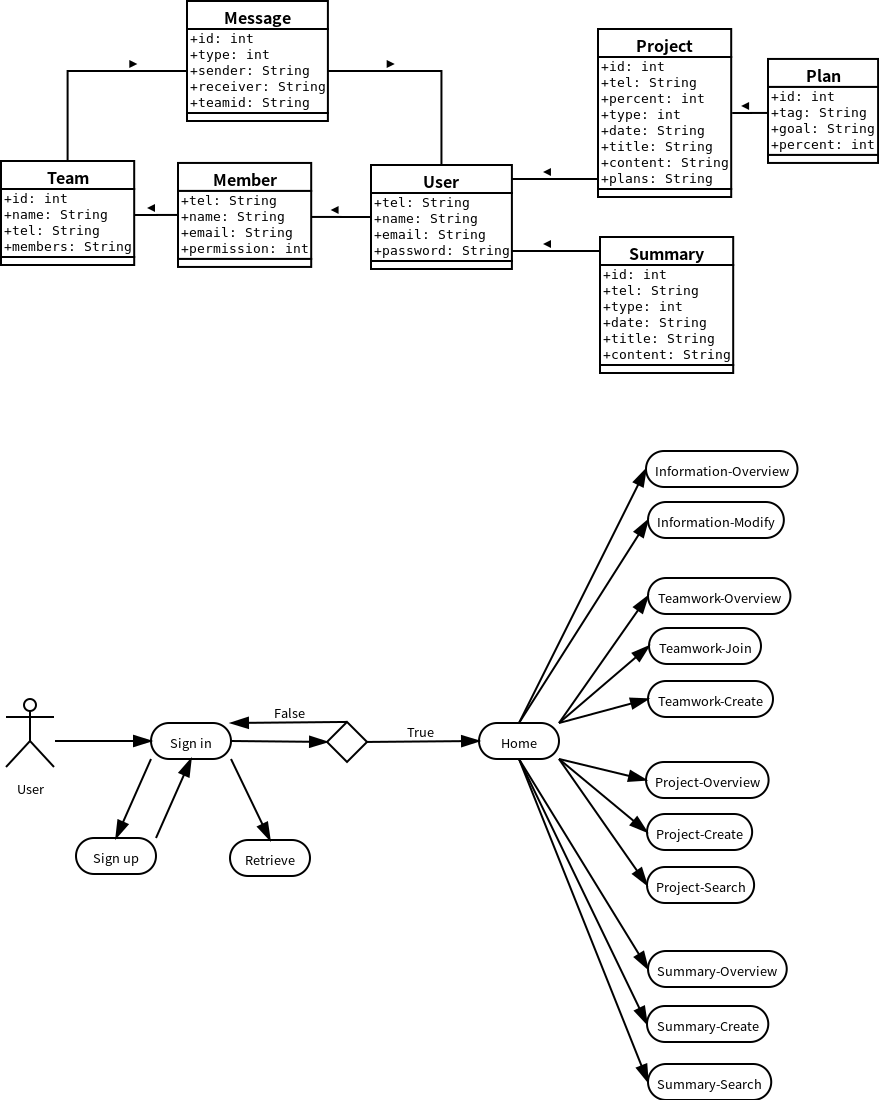 Message
+id: int
+type: int
+sender: String
+receiver: String
+teamid: String
Project
+id: int
+tel: String
+percent: int
+type: int
+date: String
+title: String
+content: String
+plans: String
Plan
+id: int
+tag: String
+goal: String
+percent: int
Team
+id: int
+name: String
+tel: String
+members: String
Member
+tel: String
+name: String
+email: String
+permission: int
User
+tel: String
+name: String
+email: String
+password: String
Summary
+id: int
+tel: String
+type: int
+date: String
+title: String
+content: String
Information-Overview
Information-Modify
Teamwork-Overview
Teamwork-Join
Teamwork-Create
False
True
Sign in
Home
User
Project-Overview
Project-Create
Sign up
Retrieve
Project-Search
Summary-Overview
Summary-Create
Summary-Search